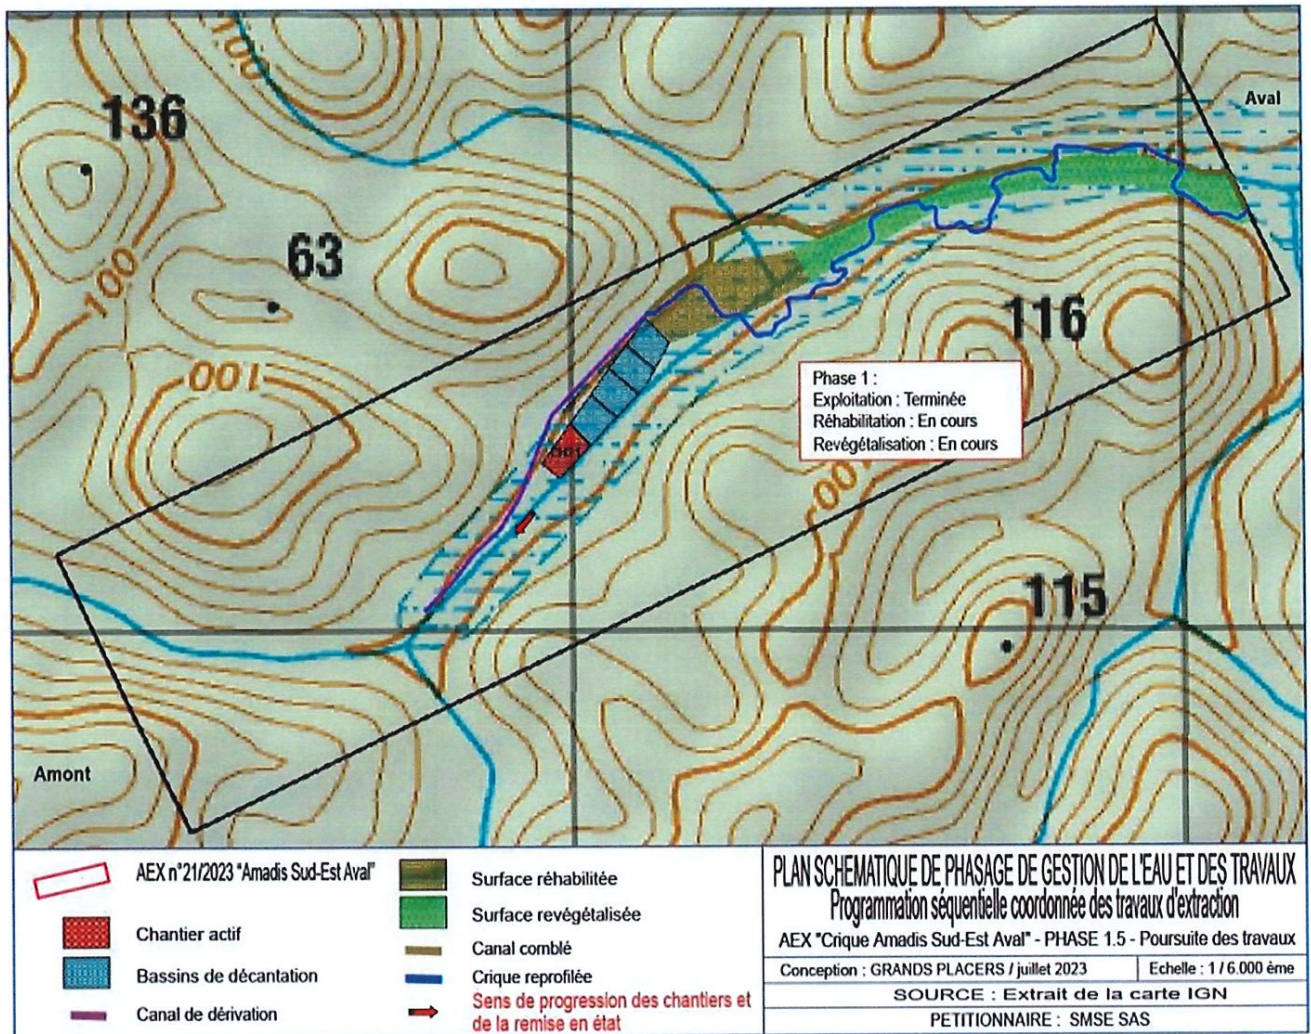 100
136
Aval
63
100
116
Phase 1 :
Exploitation : Terminée
Réhabilitation : En cours
Revégétalisation : En cours
100
100
115
Amont
AEX n°21/2023 "Amadis Sud-Est Aval"
Chantier actif
Bassins de décantation
Canal de dérivation
Surface réhabilitée
Surface revégétalisée
Canal comblé
Crique reprofilée
Sens de progression des chantiers et
de la remise en état
PLAN SCHEMATIQUE DE PHASAGE DE GESTION DE L'EAU ET DES TRAVAUX
Programmation séquentielle coordonnée des travaux d'extraction
AEX "Crique Amadis Sud-Est Aval" - PHASE 1.5 - Poursuite des travaux
Conception : GRANDS PLACERS / juillet 2023
Echelle : 1 / 6.000 ème
SOURCE : Extrait de la carte IGN
PETITIONNAIRE : SMSE SAS